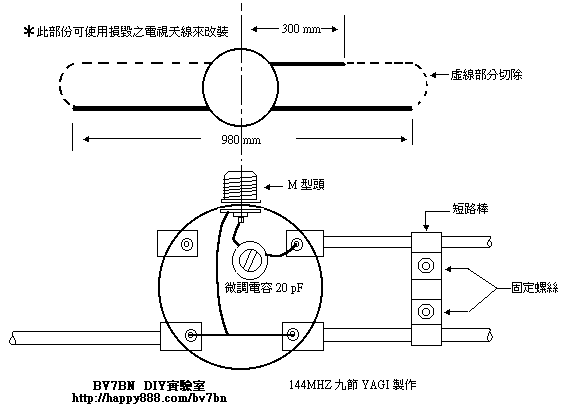 ＊此部份可使用損毀之電視天線來改裝
300 mm
虛線部分切除
980 mm
M 型頭
短路棒
微調電容 20 pF
固定螺絲
BV7BN DIY實驗室
http://happy888.com/bv7bn
144MHZ 九節 YAGI 製作